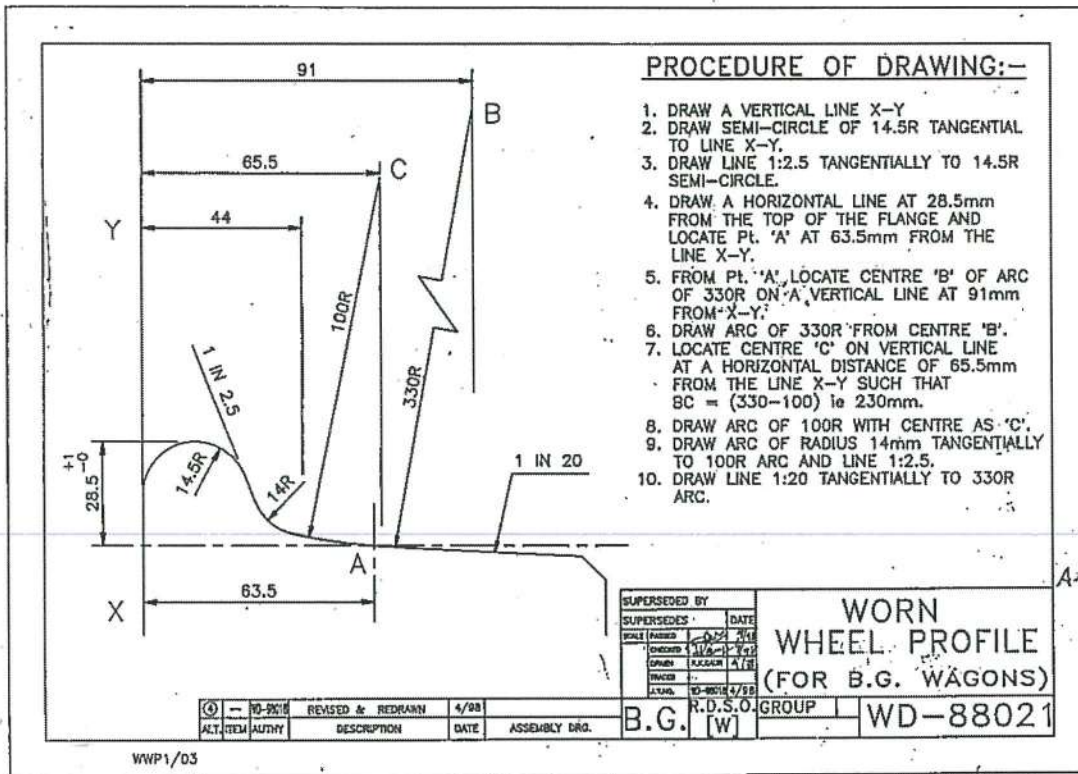 91
B
65.5
C
Y
44
100R
330R
1 IN 2.5
+1
28.5 -0
14.5R
14R
1 IN 20
A
63.5
X
PROCEDURE OF DRAWING:-
1. DRAW A VERTICAL LINE X-Y
2. DRAW SEMI-CIRCLE OF 14.5R TANGENTIAL
TO LINE X-Y.
3. DRAW LINE 1:2.5 TANGENTIALLY TO 14.5R
SEMI-CIRCLE.
4. DRAW A HORIZONTAL LINE AT 28.5mm
FROM THE TOP OF THE FLANGE AND
LOCATE Pt. 'A' AT 63.5mm FROM THE
LINE X-Y.
5. FROM Pt. 'A' LOCATE CENTRE 'B' OF ARC
OF 330R ON A VERTICAL LINE AT 91mm
FROM X-Y.
6. DRAW ARC OF 330R FROM CENTRE 'B'.
7. LOCATE CENTRE 'C' ON VERTICAL LINE
AT A HORIZONTAL DISTANCE OF 65.5mm
FROM THE LINE X-Y SUCH THAT
BC = (330-100) ie 230mm.
8. DRAW ARC OF 100R WITH CENTRE AS 'C'.
9. DRAW ARC OF RADIUS 14mm TANGENTIALLY
TO 100R ARC AND LINE 1:2.5.
10. DRAW LINE 1:20 TANGENTIALLY TO 330R
ARC.
SUPERSEDED BY
SUPERSEDES DATE
SCALE PASSED
CHECKED
DRAWN
TRACED
4/98
B.G. R.D.S.O. [W] GROUP
WORN
WHEEL PROFILE
(FOR B.G. WAGONS)
WD-88021
4 REVISED & REDRAWN 4/98
ALT. ITEM AUTHY DESCRIPTION DATE ASSEMBLY DRG.
WWP1/03